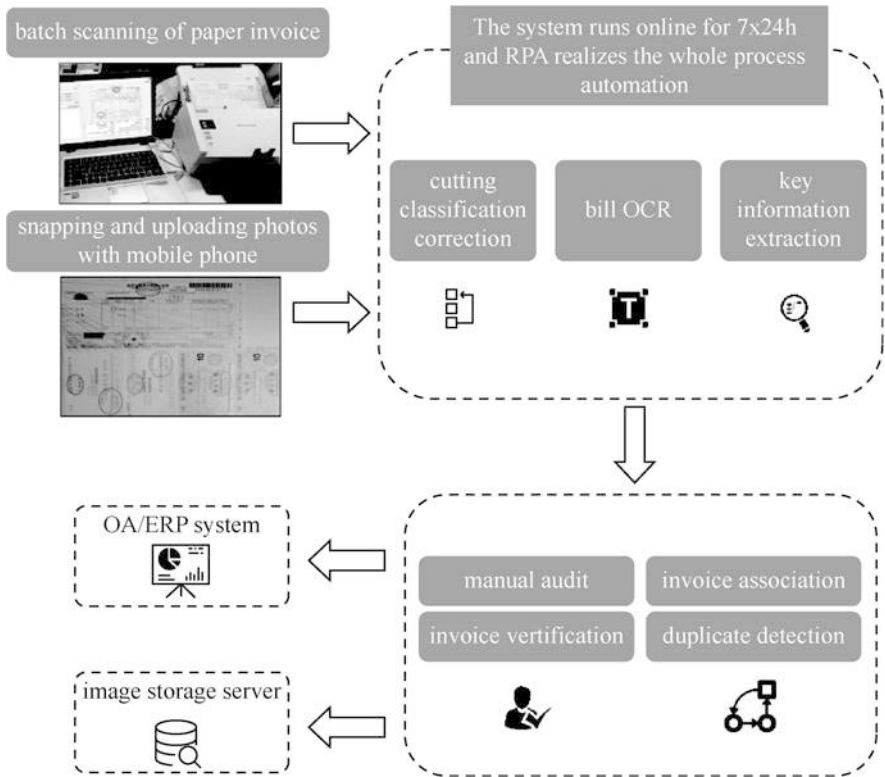 batch scanning of paper invoice
The system runs online for 7x24h
and RPA realizes the whole process
automation
snapping and uploading photos
with mobile phone
cutting
classification
correction
bill OCR
key
information
extraction
T
OA/ERP system
manual audit
invoice association
invoice vertification
duplicate detection
image storage server